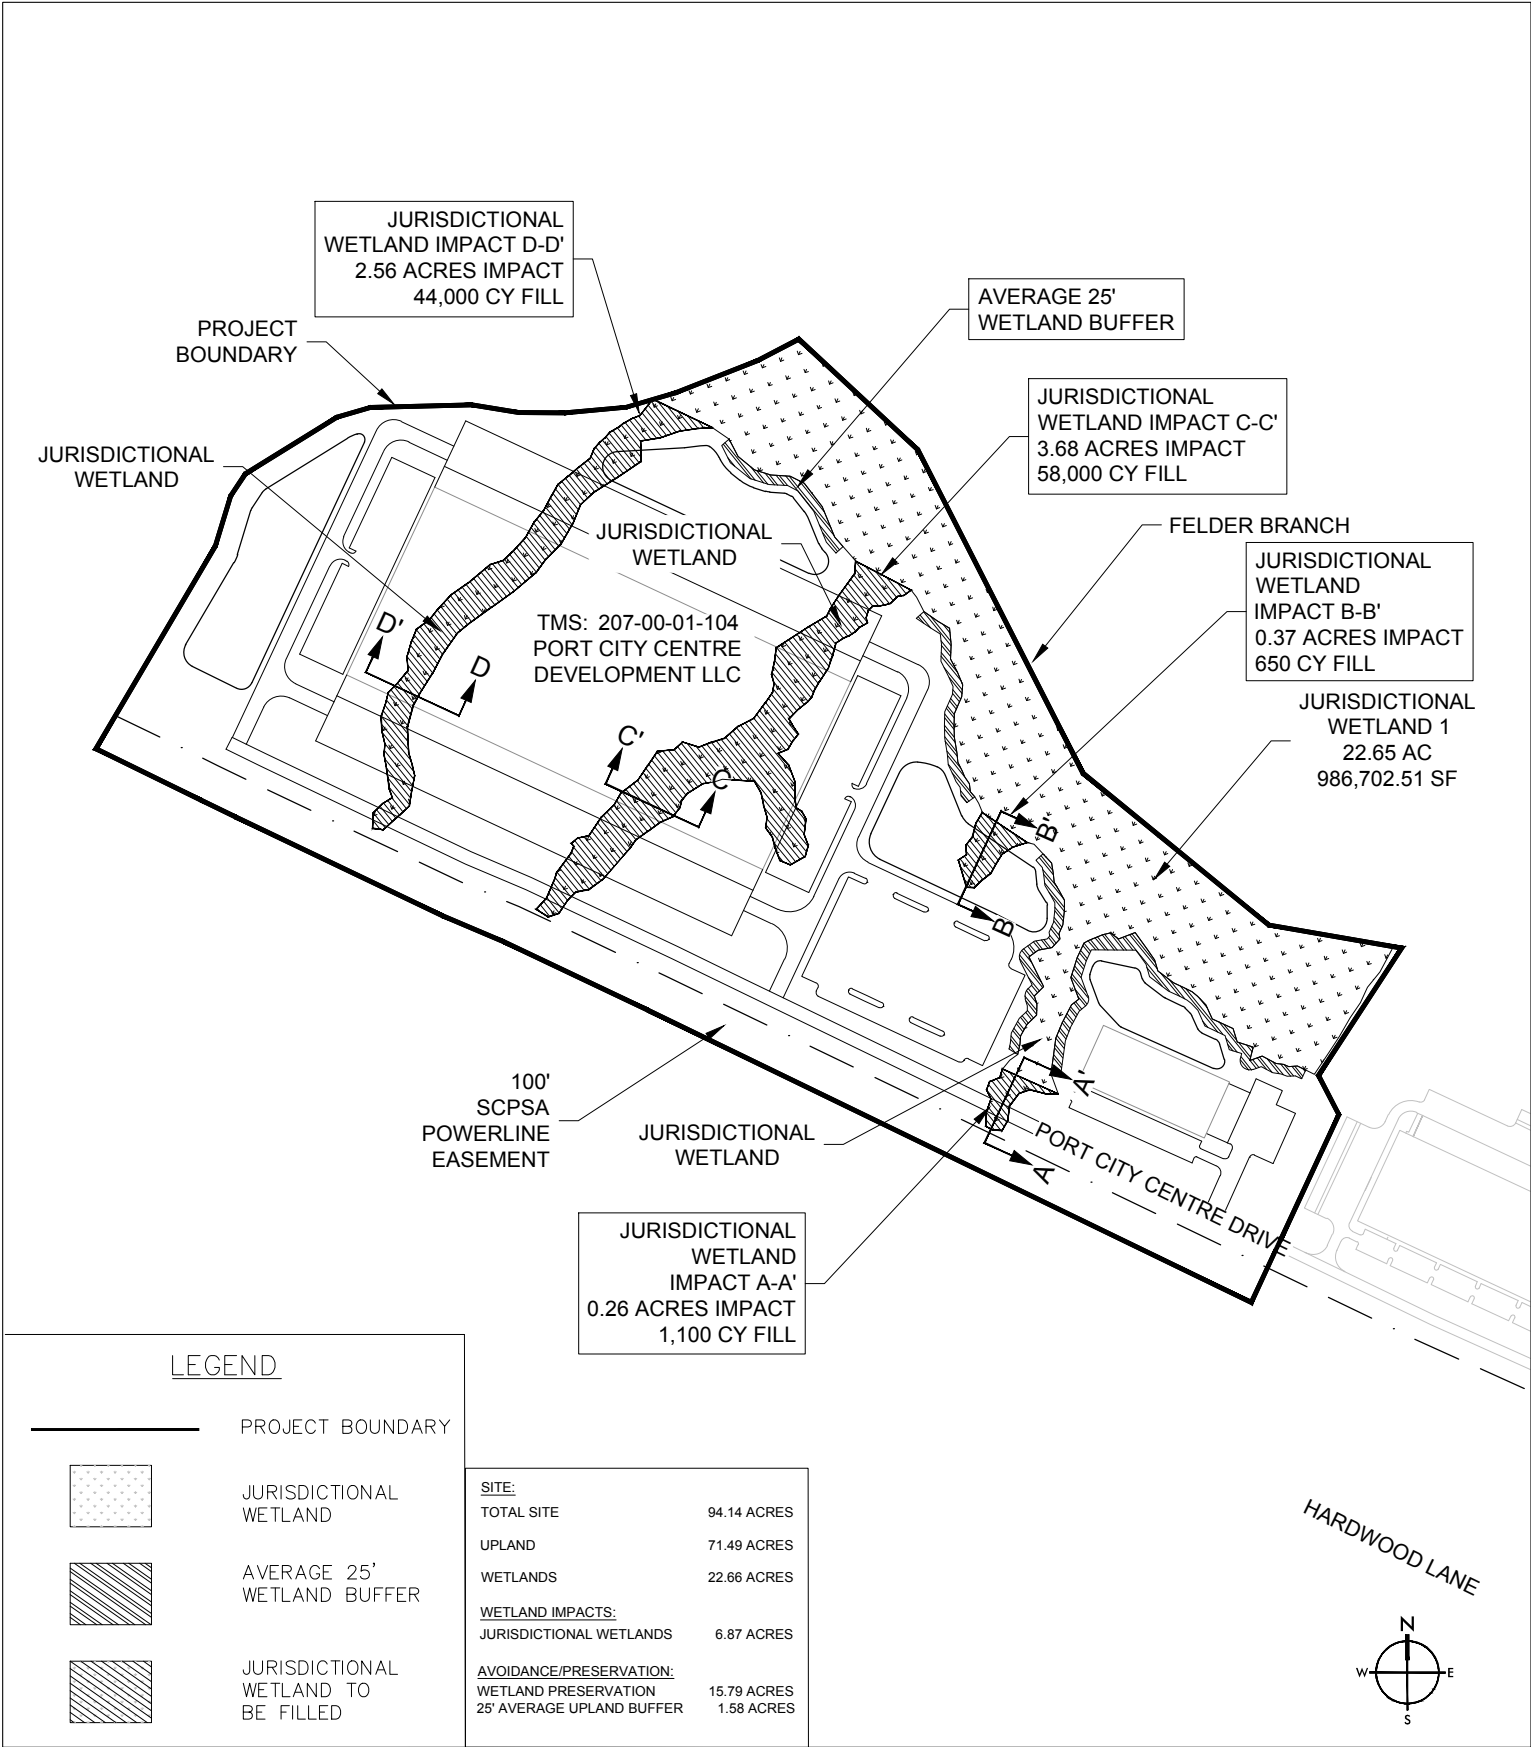 JURISDICTIONAL
WETLAND IMPACT D-D'
2.56 ACRES IMPACT
44,000 CY FILL
AVERAGE 25'
WETLAND BUFFER
PROJECT
BOUNDARY
JURISDICTIONAL
WETLAND IMPACT C-C'
3.68 ACRES IMPACT
58,000 CY FILL
JURISDICTIONAL
WETLAND
JURISDICTIONAL
WETLAND
FELDER BRANCH
JURISDICTIONAL
WETLAND
IMPACT B-B'
0.37 ACRES IMPACT
650 CY FILL
TMS: 207-00-01-104
PORT CITY CENTRE
DEVELOPMENT LLC
D'
D
JURISDICTIONAL
WETLAND 1
22.65 AC
986,702.51 SF
C'
C
B'
B
100'
SCPSA
POWERLINE
EASEMENT
JURISDICTIONAL
WETLAND
A'
A
PORT CITY CENTRE DRIVE
JURISDICTIONAL
WETLAND
IMPACT A-A'
0.26 ACRES IMPACT
1,100 CY FILL
LEGEND
PROJECT BOUNDARY
JURISDICTIONAL
WETLAND
AVERAGE 25'
WETLAND BUFFER
JURISDICTIONAL
WETLAND TO
BE FILLED
SITE:
TOTAL SITE 94.14 ACRES
UPLAND 71.49 ACRES
WETLANDS 22.66 ACRES
WETLAND IMPACTS:
JURISDICTIONAL WETLANDS 6.87 ACRES
AVOIDANCE/PRESERVATION:
WETLAND PRESERVATION 15.79 ACRES
25' AVERAGE UPLAND BUFFER 1.58 ACRES
HARDWOOD LANE
N
W E
S